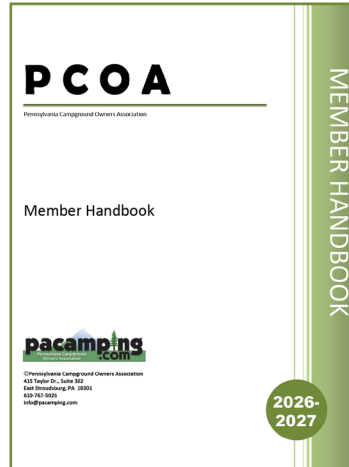 PCOA
Pennsylvania Campground Owners Association
Member Handbook
pacamping
Pennsylvania Campground
Owners Association
.com
©Pennsylvania Campground Owners Association
415 Taylor Dr., Suite 302
East Stroudsburg, PA 18301
610-767-5026
info@pacamping.com
MEMBER HANDBOOK
2026-
2027